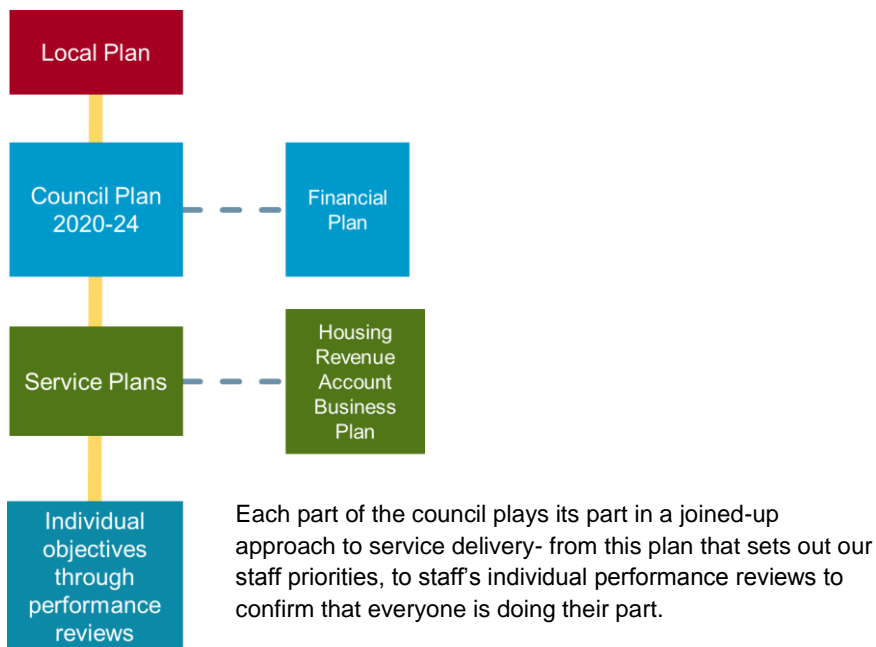 Local Plan
Council Plan
2020-24
Financial
Plan
Service Plans
Housing
Revenue
Account
Business
Plan
Individual
objectives
through
performance
reviews
Each part of the council plays its part in a joined-up
approach to service delivery- from this plan that sets out our
staff priorities, to staff’s individual performance reviews to
confirm that everyone is doing their part.